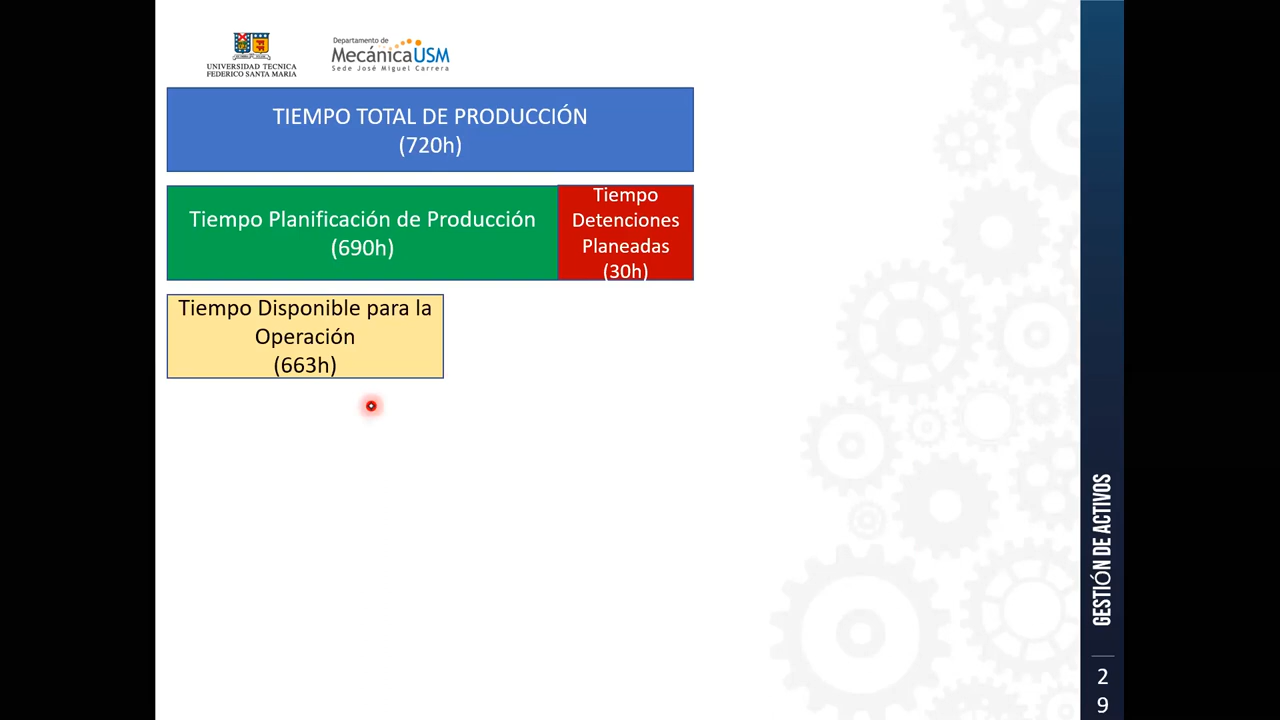 UNIVERSIDAD TECNICA
FEDERICO SANTA MARIA
Departamento de
MecánicaUSM
Sede José Miguel Carrera
TIEMPO TOTAL DE PRODUCCIÓN
(720h)
Tiempo Planificación de Producción
(690h)
Tiempo
Detenciones
Planeadas
(30h)
Tiempo Disponible para la
Operación
(663h)
GESTIÓN DE ACTIVOS
2
9